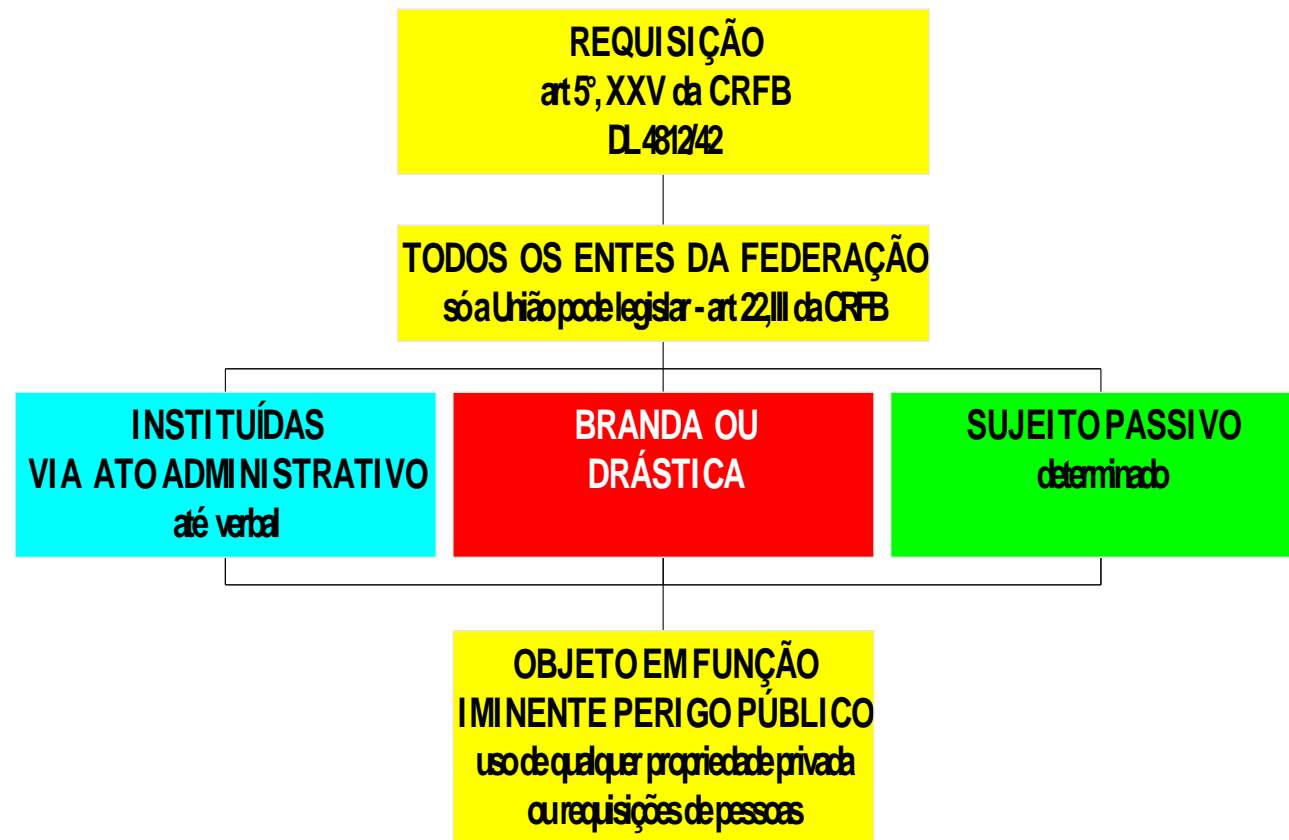 REQUISIÇÃO
art 5º, XXV da CRFB
DL 4812/42
TODOS OS ENTES DA FEDERAÇÃO
só a União pode legislar - art 22, III da CRFB
INSTITUÍDAS
VIA ATO ADMINISTRATIVO
até verbal
BRANDA OU
DRÁSTICA
SUJEITO PASSIVO
determinado
OBJETO EM FUNÇÃO
IMINENTE PERIGO PÚBLICO
uso de qualquer propriedade privada
ou requisições de pessoas